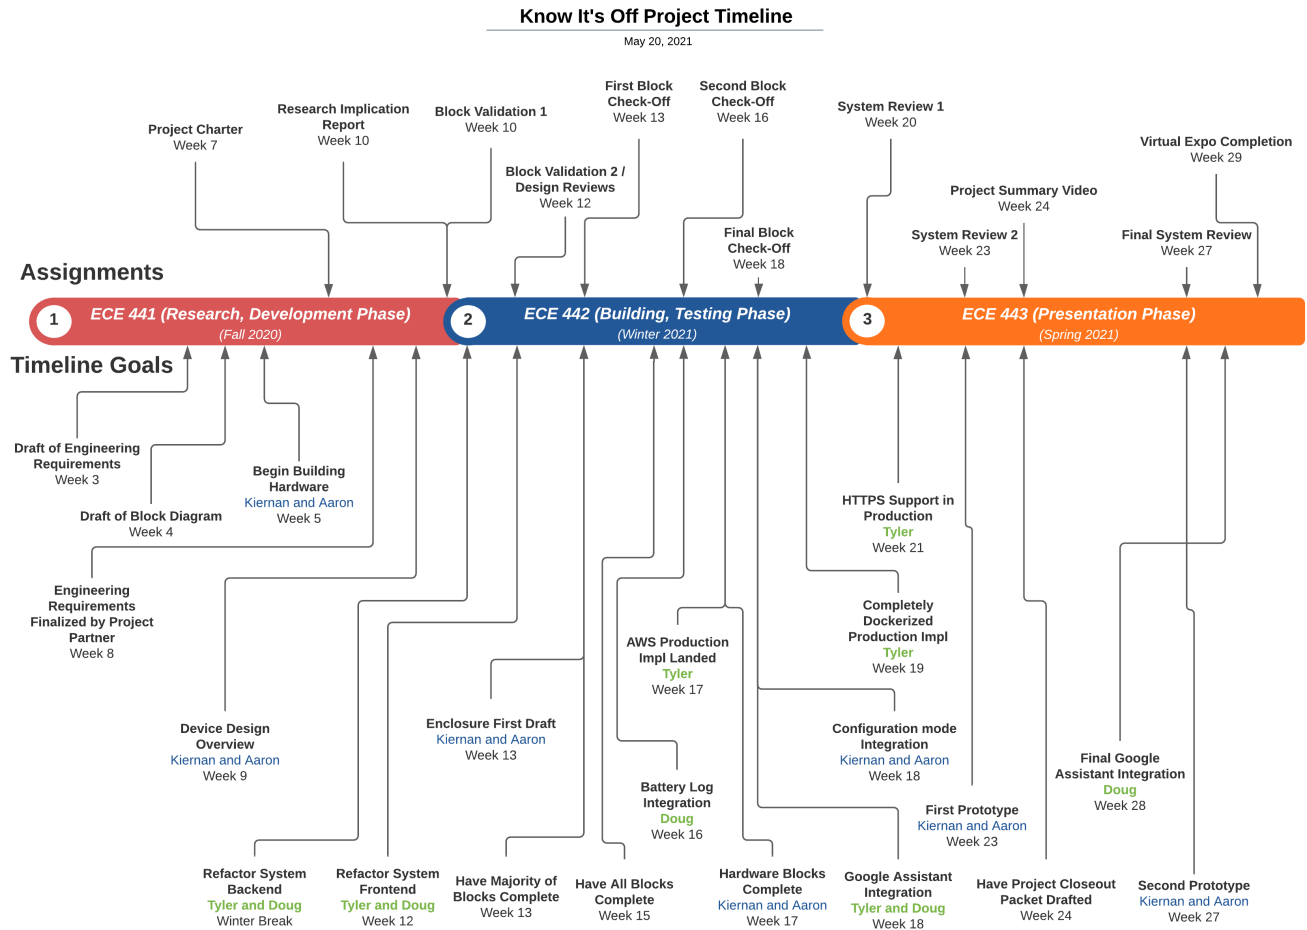 Know It's Off Project Timeline
May 20, 2021
Project Charter
Week 7
Research Implication
Report
Week 10
Block Validation 1
Week 10
Block Validation 2 /
Design Reviews
Week 12
First Block
Check-Off
Week 13
Second Block
Check-Off
Week 16
Final Block
Check-Off
Week 18
System Review 1
Week 20
System Review 2
Week 23
Project Summary Video
Week 24
Final System Review
Week 27
Virtual Expo Completion
Week 29
Assignments
1
ECE 441 (Research, Development Phase)
(Fall 2020)
2
ECE 442 (Building, Testing Phase)
(Winter 2021)
3
ECE 443 (Presentation Phase)
(Spring 2021)
Timeline Goals
Draft of Engineering
Requirements
Week 3
Draft of Block Diagram
Week 4
Begin Building
Hardware
Kiernan and Aaron
Week 5
Engineering
Requirements
Finalized by Project
Partner
Week 8
Device Design
Overview
Kiernan and Aaron
Week 9
Refactor System
Backend
Tyler and Doug
Winter Break
Refactor System
Frontend
Tyler and Doug
Week 12
Enclosure First Draft
Kiernan and Aaron
Week 13
Have Majority of
Blocks Complete
Week 13
Have All Blocks
Complete
Week 15
Battery Log
Integration
Doug
Week 16
AWS Production
Impl Landed
Tyler
Week 17
Hardware Blocks
Complete
Kiernan and Aaron
Week 17
Configuration mode
Integration
Kiernan and Aaron
Week 18
Google Assistant
Integration
Tyler and Doug
Week 18
Completely
Dockerized
Production Impl
Tyler
Week 19
HTTPS Support in
Production
Tyler
Week 21
First Prototype
Kiernan and Aaron
Week 23
Have Project Closeout
Packet Drafted
Week 24
Second Prototype
Kiernan and Aaron
Week 27
Final Google
Assistant Integration
Doug
Week 28